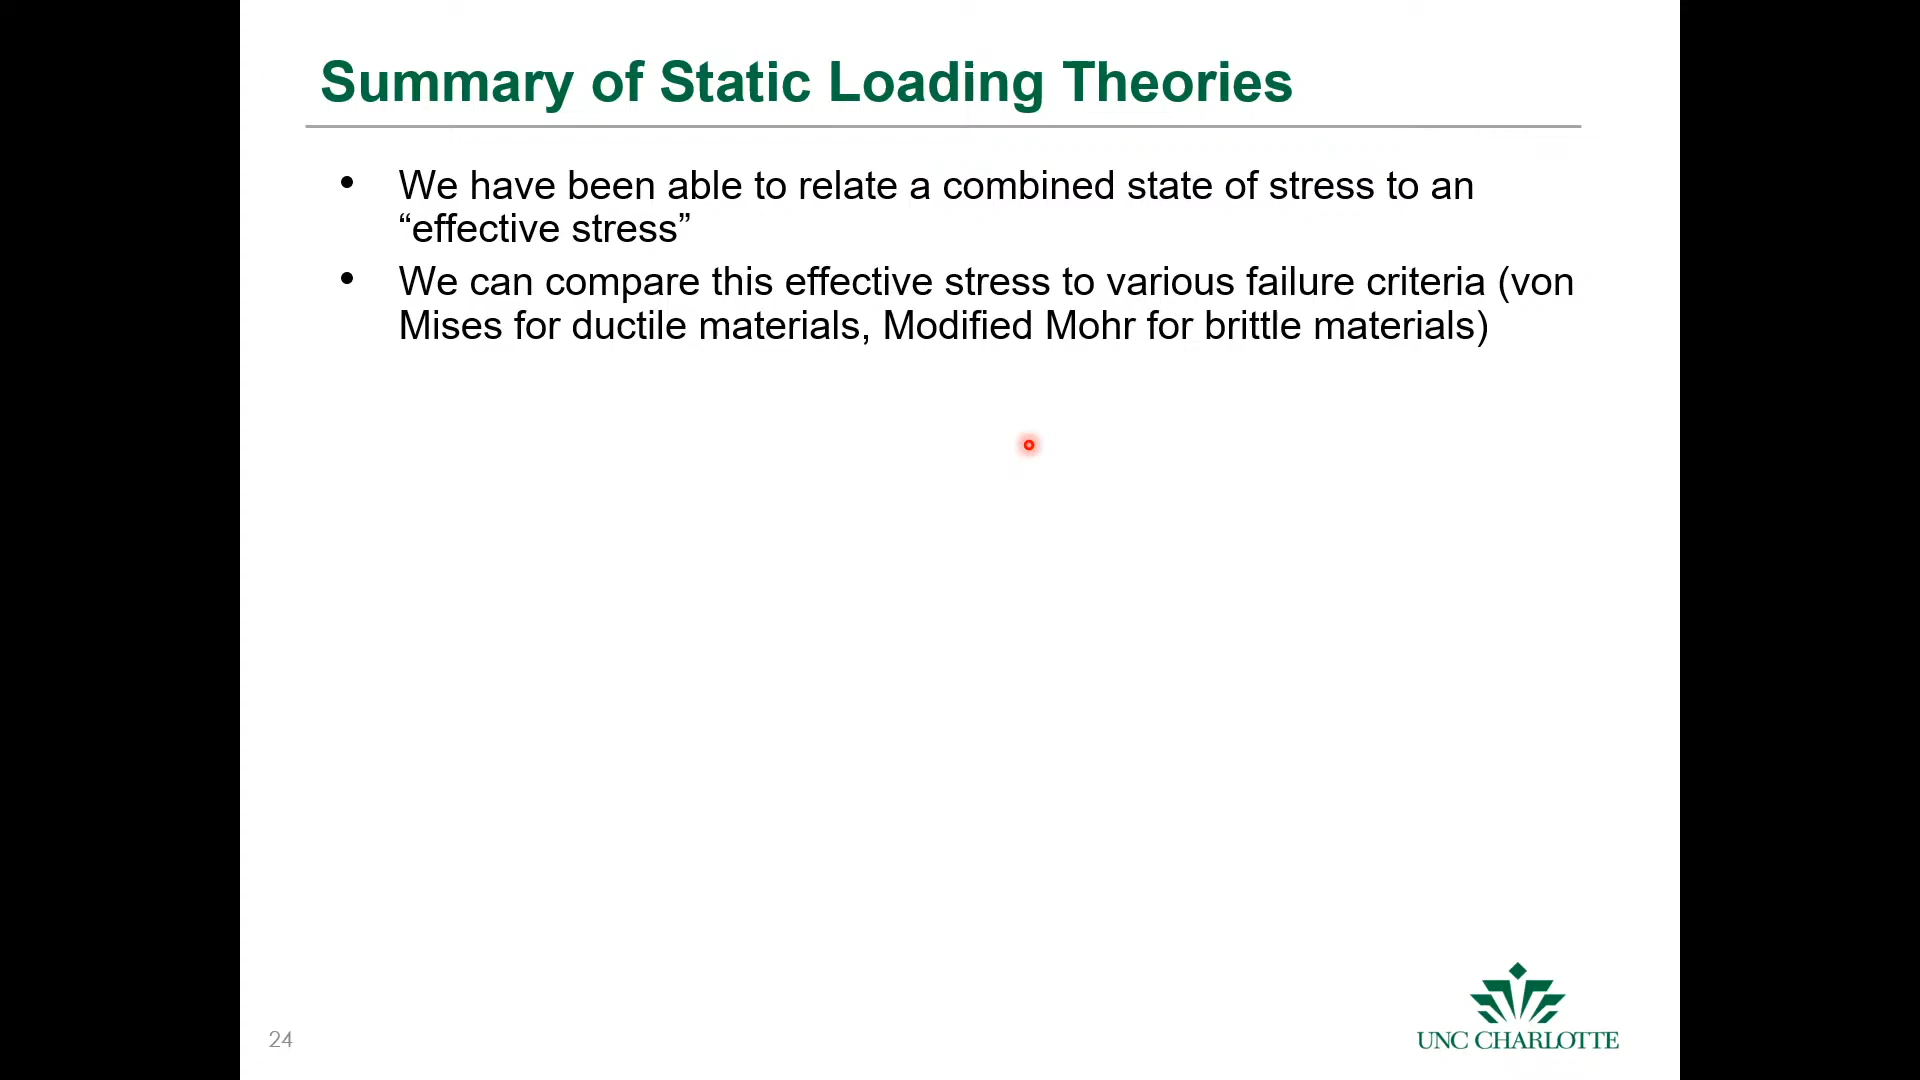 Summary of Static Loading Theories
• We have been able to relate a combined state of stress to an
“effective stress”
• We can compare this effective stress to various failure criteria (von
Mises for ductile materials, Modified Mohr for brittle materials)
24
UNC CHARLOTTE